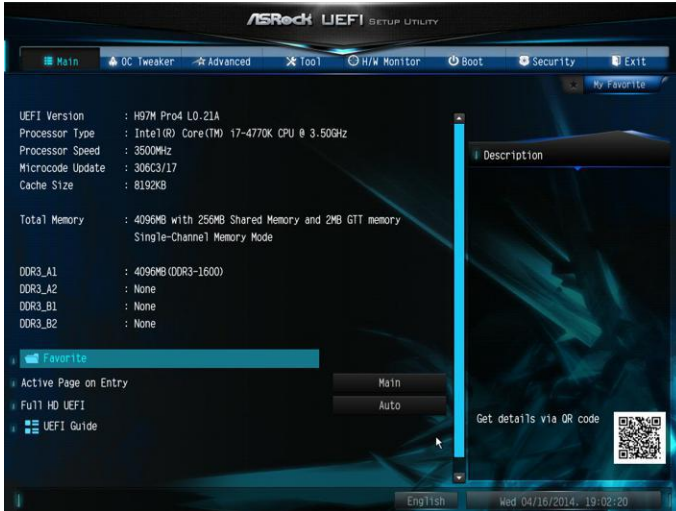 ASRock UEFI SETUP UTILITY
Main OC Tweaker Advanced Tool H/W Monitor Boot Security Exit
My Favorite
UEFI Version : H97M Pro4 L0.21A
Processor Type : Intel(R) Core(TM) i7-4770K CPU @ 3.50GHz
Processor Speed : 3500MHz
Microcode Update : 306C3/17
Cache Size : 8192KB
Total Memory : 4096MB with 256MB Shared Memory and 2MB GTT memory
Single-Channel Memory Mode
DDR3_A1 : 4096MB(DDR3-1600)
DDR3_A2 : None
DDR3_B1 : None
DDR3_B2 : None
Favorite
Active Page on Entry Main
Full HD UEFI Auto
UEFI Guide
Description
Get details via QR code
English Wed 04/16/2014. 19:02:20